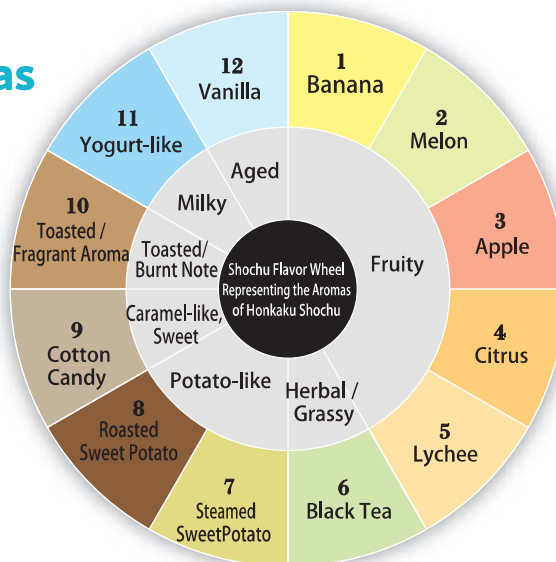 as
1
Banana
2
Melon
3
Apple
4
Citrus
5
Lychee
6
Black Tea
7
Steamed
SweetPotato
8
Roasted
Sweet Potato
9
Cotton
Candy
10
Toasted /
Fragrant Aroma
11
Yogurt-like
12
Vanilla
Fruity
Herbal /
Grassy
Potato-like
Caramel-like,
Sweet
Toasted/
Burnt Note
Milky
Aged
Shochu Flavor Wheel
Representing the Aromas
of Honkaku Shochu